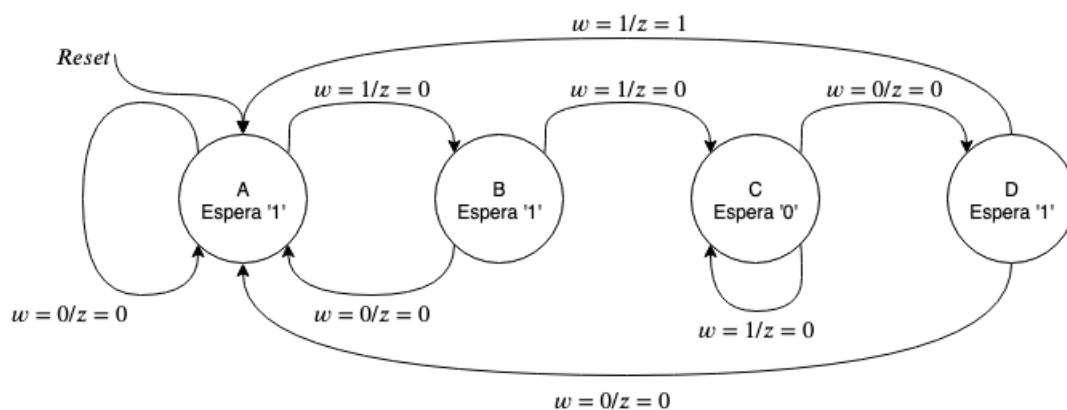 w = 1/z = 1
Reset
w = 1/z = 0
w = 1/z = 0
w = 0/z = 0
A
Espera '1'
B
Espera '1'
C
Espera '0'
D
Espera '1'
w = 0/z = 0
w = 0/z = 0
w = 1/z = 0
w = 0/z = 0